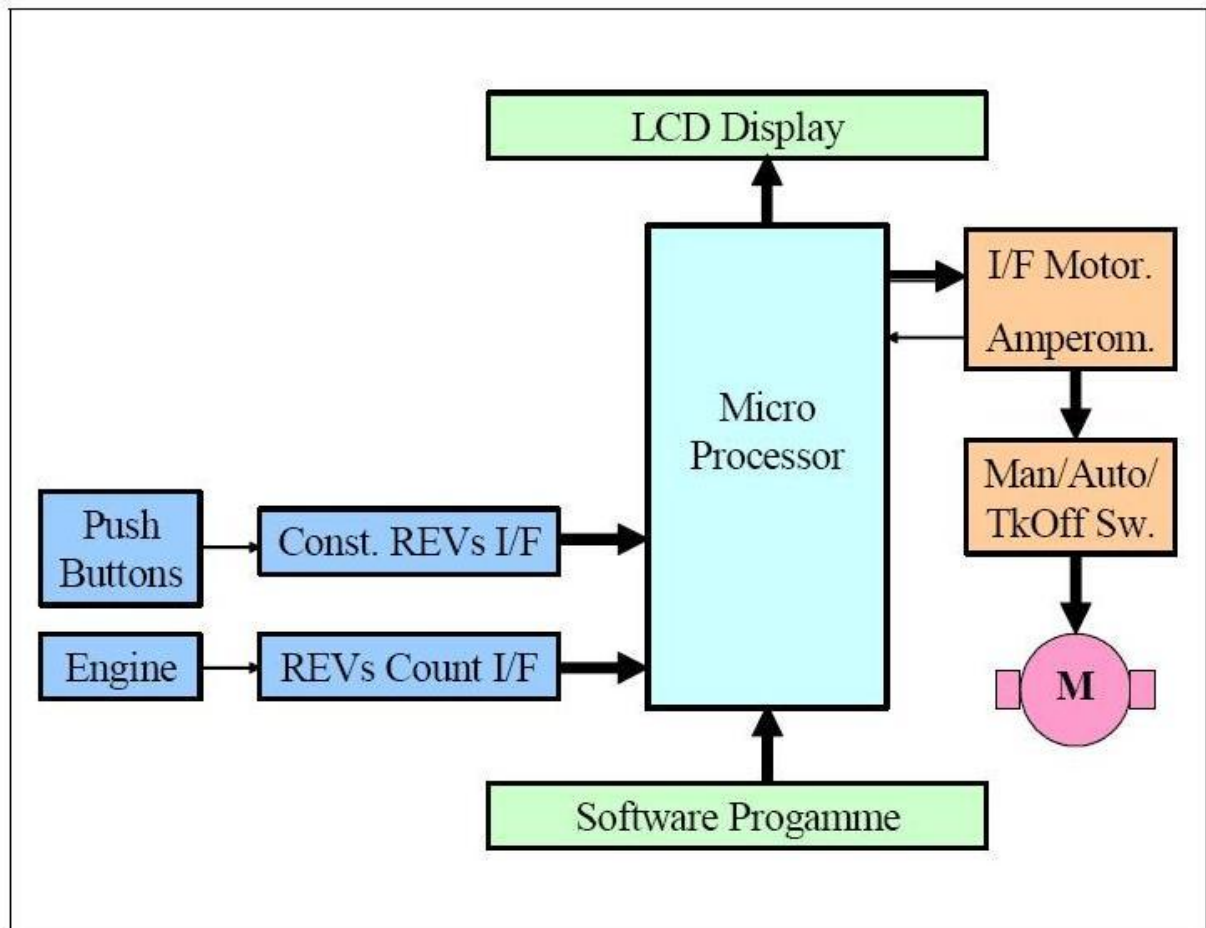 LCD Display
I/F Motor.
Amperom.
Micro
Processor
Man/Auto/
TkOff Sw.
Push
Buttons
Const. REVs I/F
Engine
REVs Count I/F
M
Software Progamme